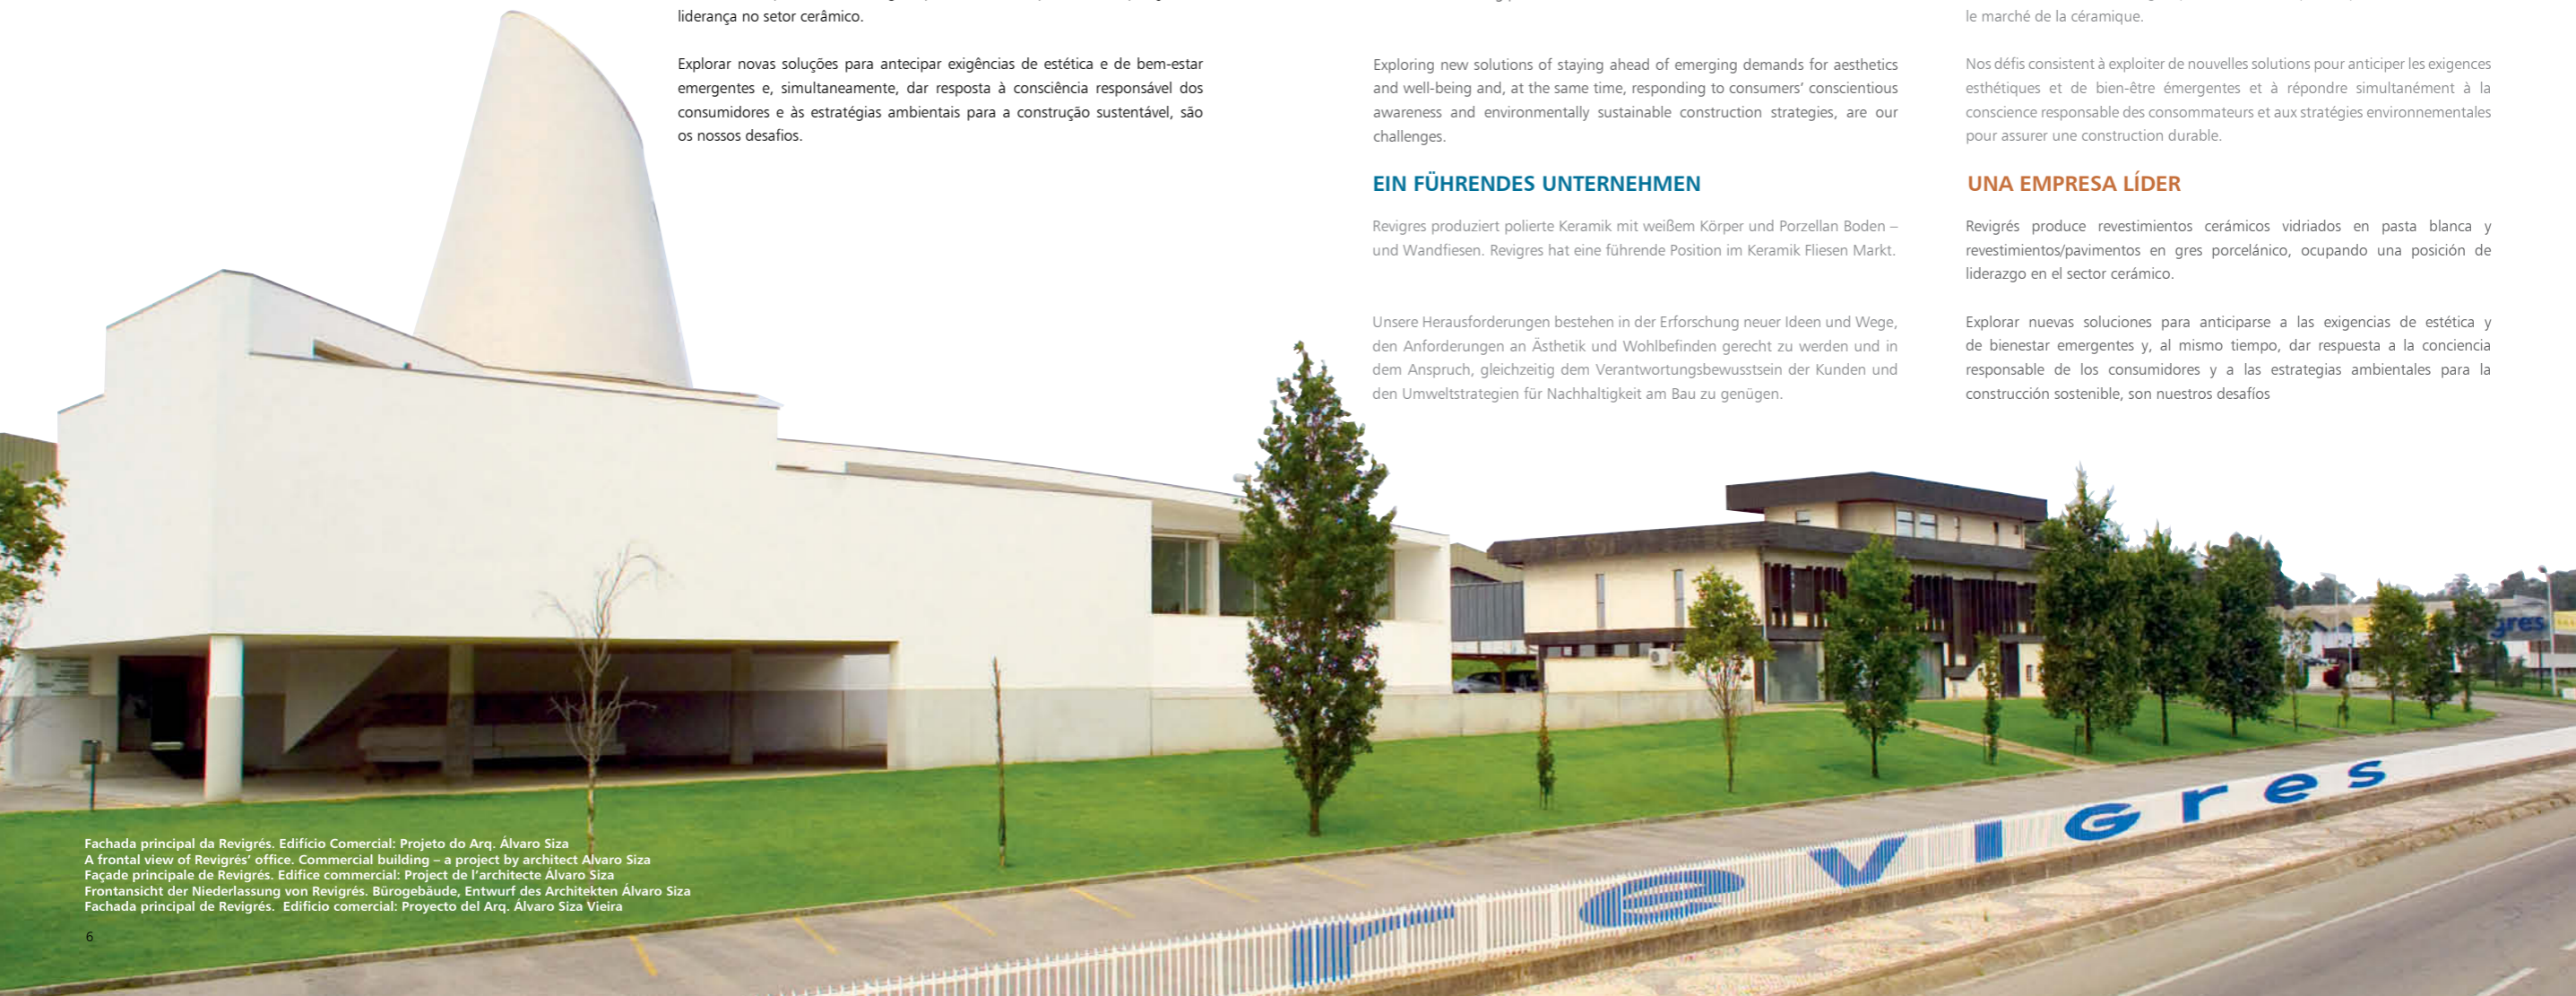 liderança no setor cerâmico.
Explorar novas soluções para antecipar exigências de estética e de bem-estar
emergentes e, simultaneamente, dar resposta à consciência responsável dos
consumidores e às estratégias ambientais para a construção sustentável, são
os nossos desafios.
Exploring new solutions of staying ahead of emerging demands for aesthetics
and well-being and, at the same time, responding to consumers’ conscientious
awareness and environmentally sustainable construction strategies, are our
challenges.
EIN FÜHRENDES UNTERNEHMEN
Revigres produziert polierte Keramik mit weißem Körper und Porzellan Boden –
und Wandfiesen. Revigres hat eine führende Position im Keramik Fliesen Markt.
Unsere Herausforderungen bestehen in der Erforschung neuer Ideen und Wege,
den Anforderungen an Ästhetik und Wohlbefinden gerecht zu werden und in
dem Anspruch, gleichzeitig dem Verantwortungsbewusstsein der Kunden und
den Umweltstrategien für Nachhaltigkeit am Bau zu genügen.
le marché de la céramique.
Nos défis consistent à exploiter de nouvelles solutions pour anticiper les exigences
esthétiques et de bien-être émergentes et à répondre simultanément à la
conscience responsable des consommateurs et aux stratégies environnementales
pour assurer une construction durable.
UNA EMPRESA LÍDER
Revigrés produce revestimientos cerámicos vidriados en pasta blanca y
revestimientos/pavimentos en gres porcelánico, ocupando una posición de
liderazgo en el sector cerámico.
Explorar nuevas soluciones para anticiparse a las exigencias de estética y
de bienestar emergentes y, al mismo tiempo, dar respuesta a la conciencia
responsable de los consumidores y a las estrategias ambientales para la
construcción sostenible, son nuestros desafíos
gres
revigres
Fachada principal da Revigrés. Edifício Comercial: Projeto do Arq. Álvaro Siza
A frontal view of Revigrés’ office. Commercial building – a project by architect Alvaro Siza
Façade principale de Revigrés. Edifice commercial: Project de l’architecte Álvaro Siza
Frontansicht der Niederlassung von Revigrés. Bürogebäude, Entwurf des Architekten Álvaro Siza
Fachada principal de Revigrés. Edificio comercial: Proyecto del Arq. Álvaro Siza Vieira
6